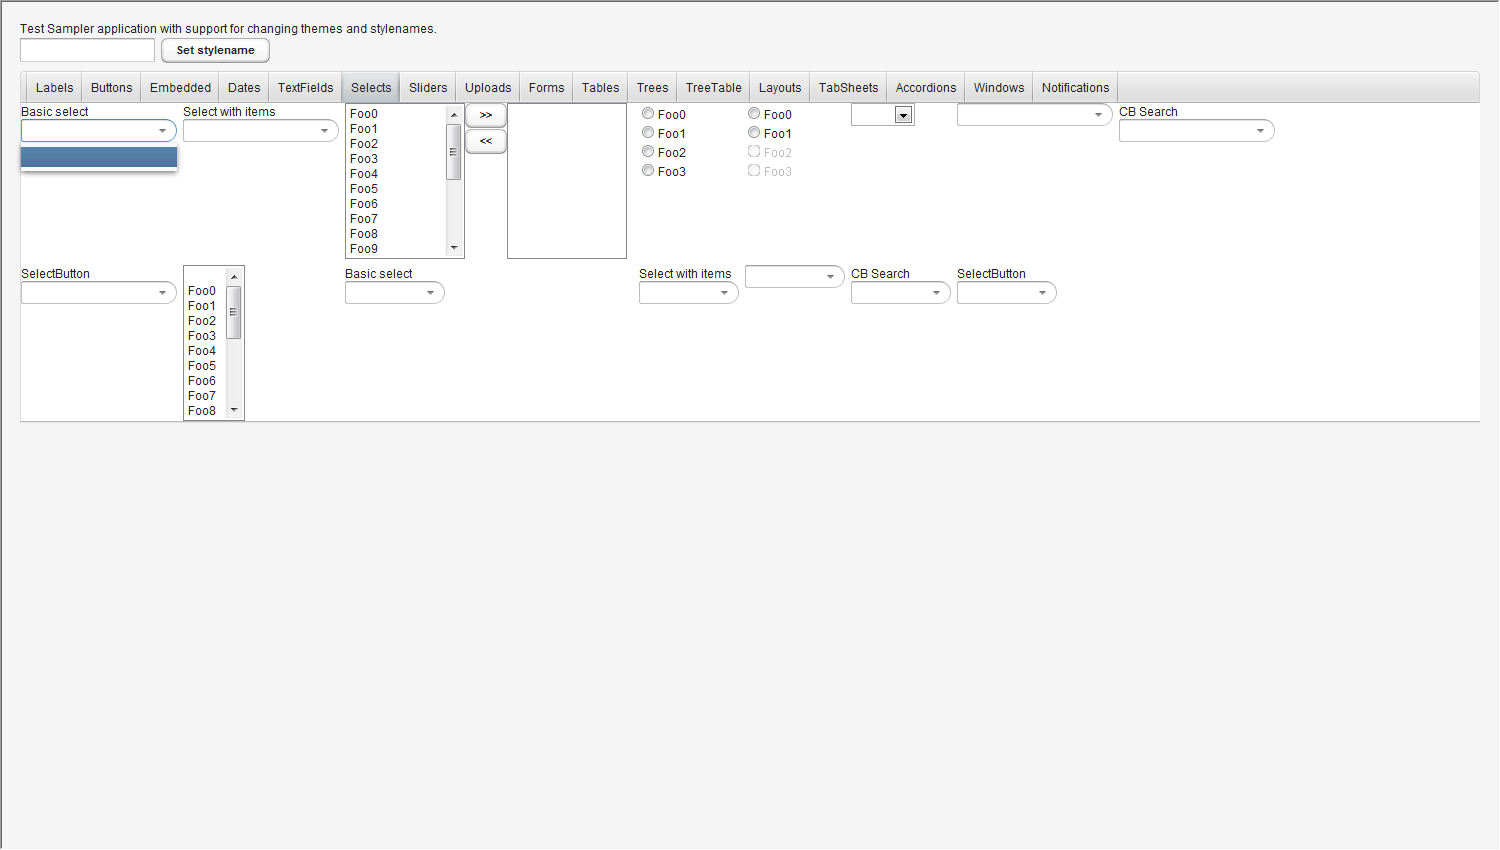 Test Sampler application with support for changing themes and stylenames.
Set stylename
Labels Buttons Embedded Dates TextFields Selects Sliders Uploads Forms Tables Trees TreeTable Layouts TabSheets Accordions Windows Notifications
Basic select
Select with items
Foo0
Foo1
Foo2
Foo3
Foo4
Foo5
Foo6
Foo7
Foo8
Foo9
>>
<<
Foo0
Foo1
Foo2
Foo3
Foo0
Foo1
Foo2
Foo3
CB Search
SelectButton
Foo0
Foo1
Foo2
Foo3
Foo4
Foo5
Foo6
Foo7
Foo8
Basic select
Select with items
CB Search
SelectButton